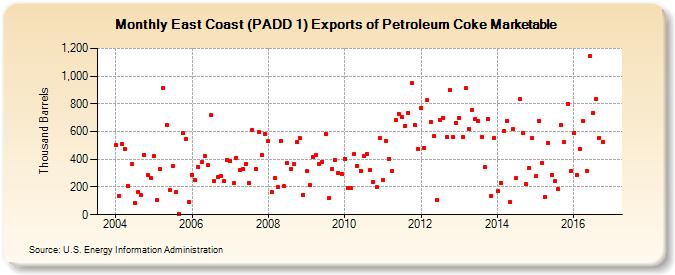 Monthly East Coast (PADD 1) Exports of Petroleum Coke Marketable
Thousand Barrels
1,200
1,000
800
600
400
200
0
2004 2006 2008 2010 2012 2014 2016
Source: U.S. Energy Information Administration